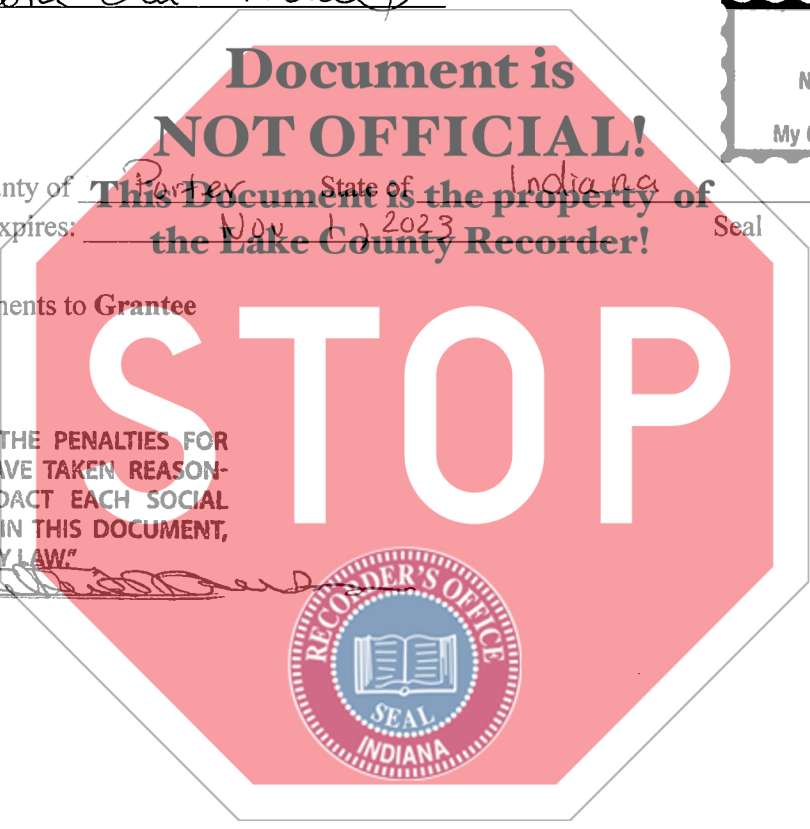 Document is
NOT OFFICIAL!
N
My
unty of Porter State of Indiana
This Document is the property of
xpires: Nov 1, 2023 Seal
the Lake County Recorder!
nents to Grantee
STOP
THE PENALTIES FOR
AVE TAKEN REASON-
DACT EACH SOCIAL
IN THIS DOCUMENT,
Y LAW."
RECORDER'S OFFICE
SEAL
INDIANA